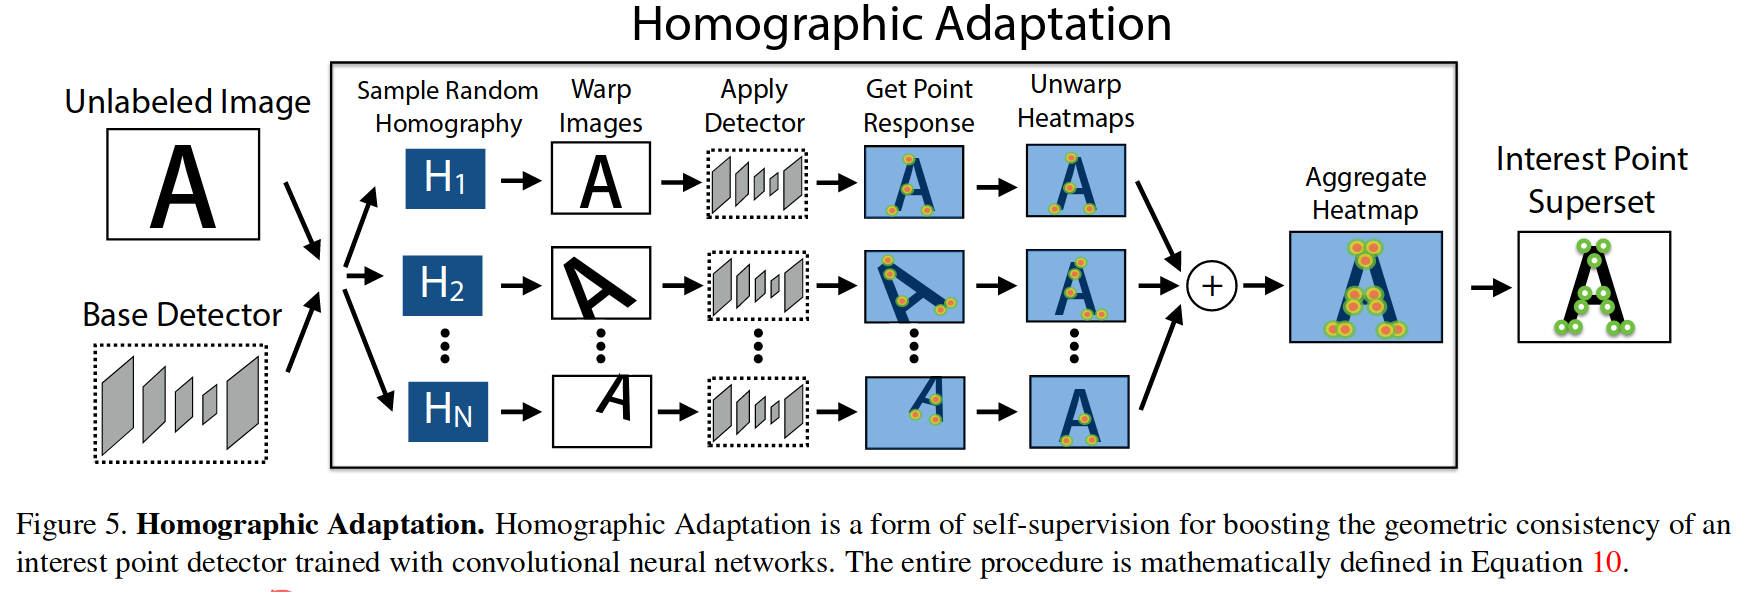 Homographic Adaptation
Unlabeled Image
A
Base Detector
Sample Random
Homography
Warp
Images
Apply
Detector
Get Point
Response
Unwarp
Heatmaps
H1
A
A
A
H2
A
A
A
HN
A
A
A
+
Aggregate
Heatmap
A
Interest Point
Superset
A
Figure 5. Homographic Adaptation. Homographic Adaptation is a form of self-supervision for boosting the geometric consistency of an
interest point detector trained with convolutional neural networks. The entire procedure is mathematically defined in Equation 10.